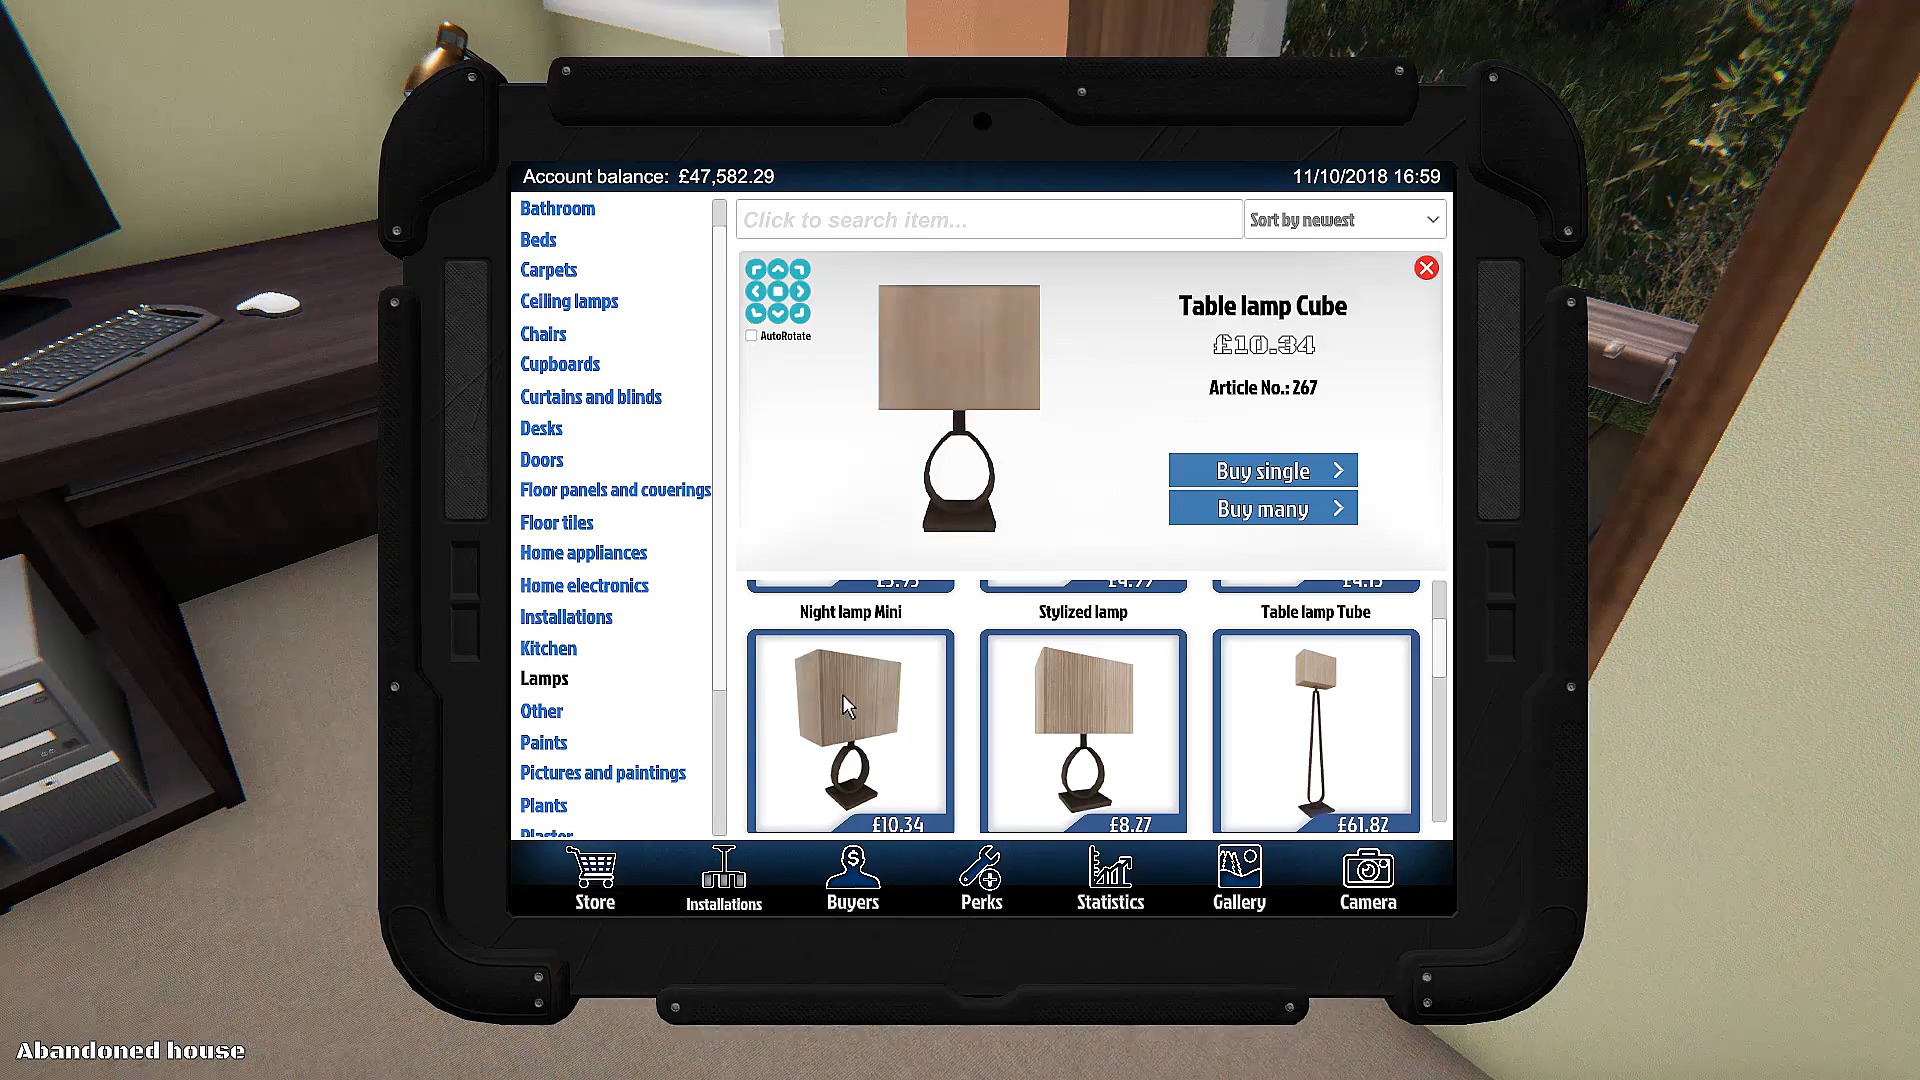 Account balance: £47,582.29
11/10/2018 16:59
Bathroom
Beds
Carpets
Ceiling lamps
Chairs
Cupboards
Curtains and blinds
Desks
Doors
Floor panels and coverings
Floor tiles
Home appliances
Home electronics
Installations
Kitchen
Lamps
Other
Paints
Pictures and paintings
Plants
Plaster
Click to search item...
Sort by newest
AutoRotate
Table lamp Cube
£10.34
Article No.: 267
Buy single
Buy many
Night lamp Mini
Stylized lamp
Table lamp Tube
£10.34
£8.27
£61.82
Store
Installations
Buyers
Perks
Statistics
Gallery
Camera
Abandoned house